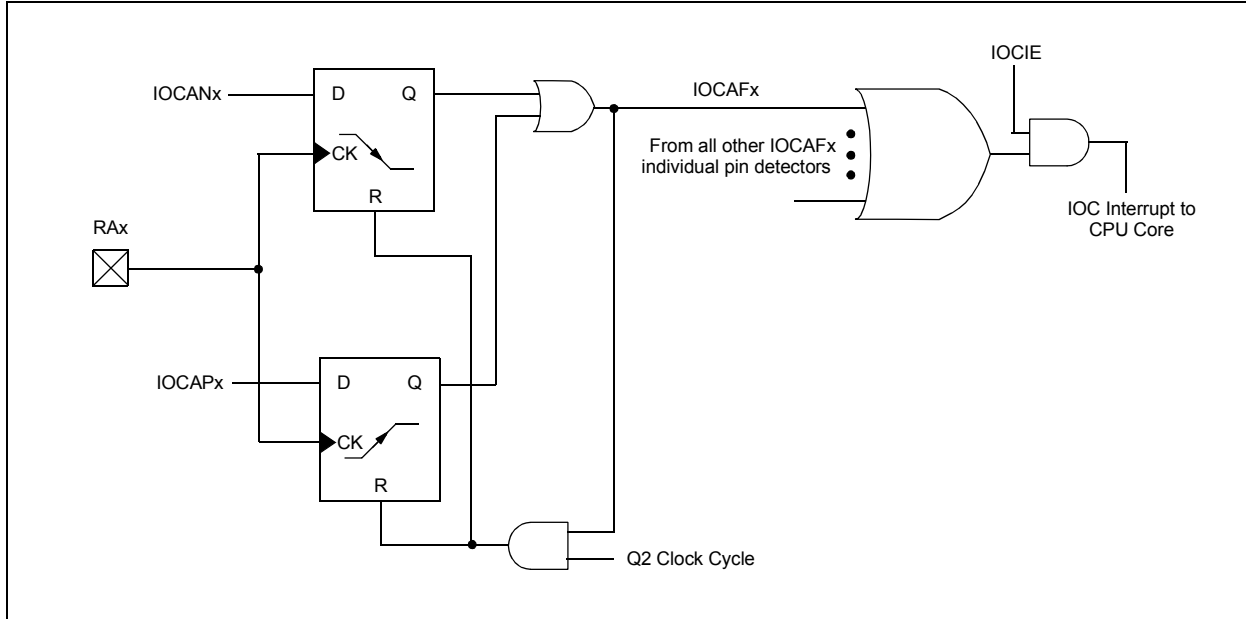 IOCIE
IOCANx
D
Q
IOCAFx
CK
From all other IOCAFx
individual pin detectors
R
RAx
IOC Interrupt to
CPU Core
IOCAPx
D
Q
CK
R
Q2 Clock Cycle